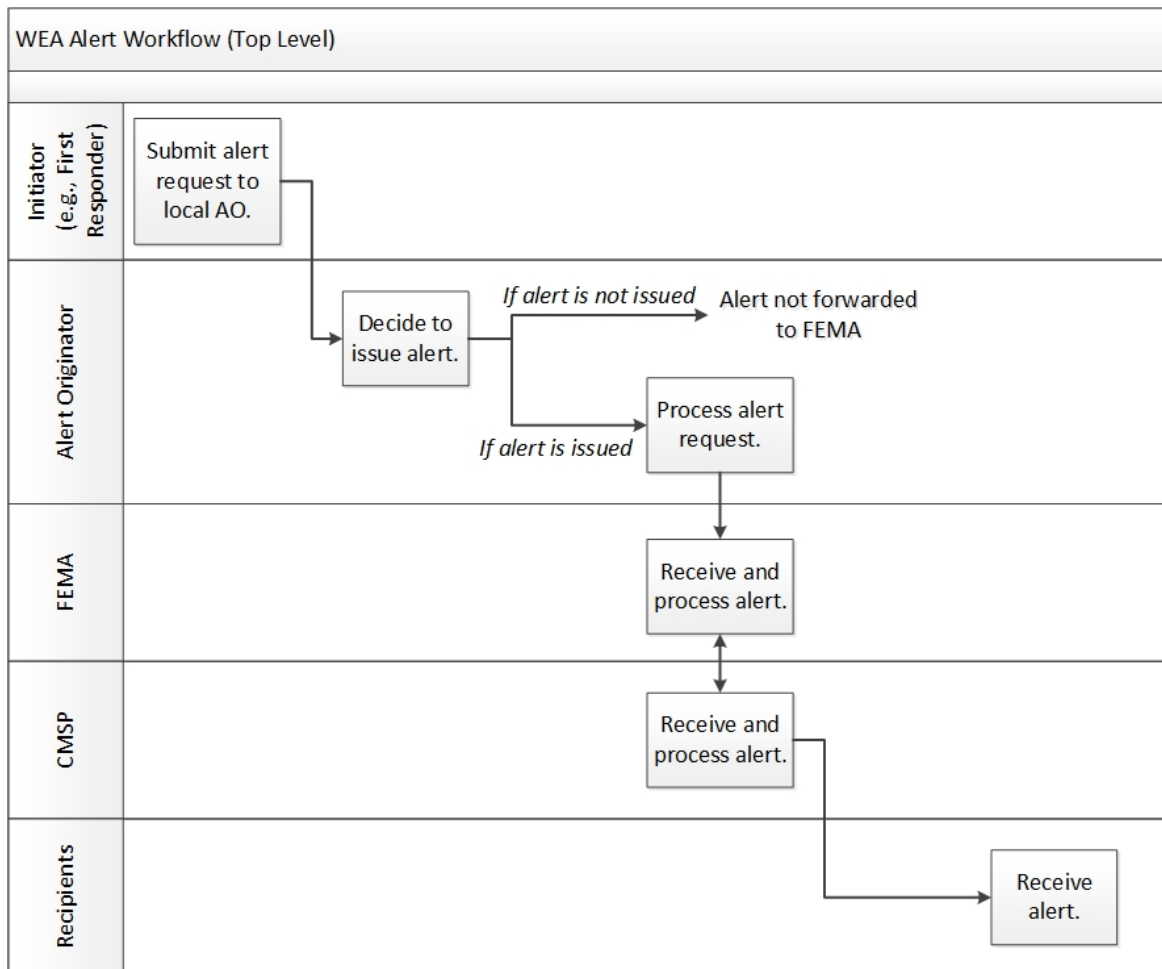 WEA Alert Workflow (Top Level)
Initiator
(e.g., First
Responder)
Submit alert
request to
local AO.
Alert Originator
Decide to
issue alert.
If alert is not issued
Alert not forwarded
to FEMA
If alert is issued
Process alert
request.
FEMA
Receive and
process alert.
CMSP
Receive and
process alert.
Recipients
Receive
alert.